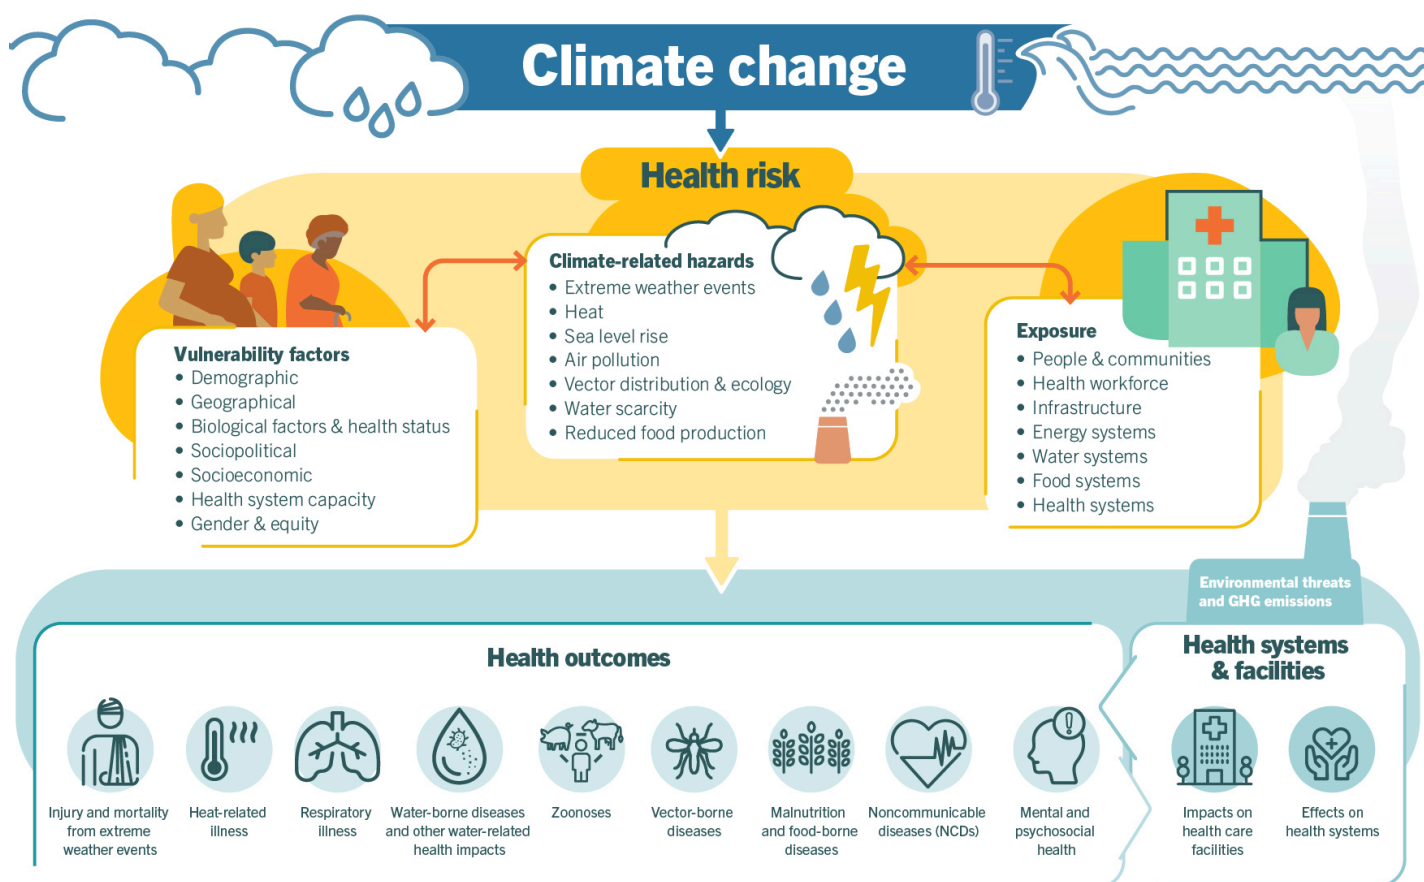 Climate change
Health risk
Vulnerability factors
• Demographic
• Geographical
• Biological factors & health status
• Sociopolitical
• Socioeconomic
• Health system capacity
• Gender & equity
Climate-related hazards
• Extreme weather events
• Heat
• Sea level rise
• Air pollution
• Vector distribution & ecology
• Water scarcity
• Reduced food production
Exposure
• People & communities
• Health workforce
• Infrastructure
• Energy systems
• Water systems
• Food systems
• Health systems
Environmental threats
and GHG emissions
Health outcomes
Injury and mortality
from extreme
weather events
Heat-related
illness
Respiratory
illness
Water-borne diseases
and other water-related
health impacts
Zoonoses
Vector-borne
diseases
Malnutrition
and food-borne
diseases
Noncommunicable
diseases (NCDs)
Mental and
psychosocial
health
Health systems
& facilities
Impacts on
health care
facilities
Effects on
health systems